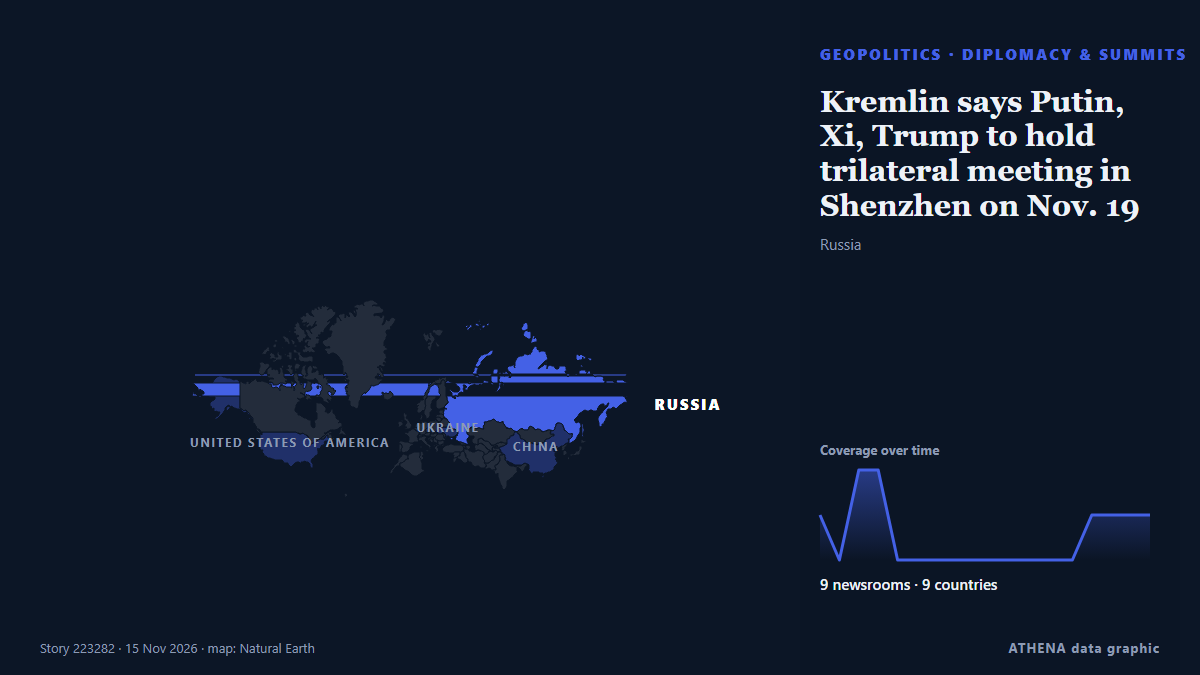 GEOPOLITICS · DIPLOMACY & SUMMITS
Kremlin says Putin,
Xi, Trump to hold
trilateral meeting in
Shenzhen on Nov. 19
Russia
RUSSIA
UKRAINE
UNITED STATES OF AMERICA
CHINA
Coverage over time
9 newsrooms · 9 countries
Story 223282 · 15 Nov 2026 · map: Natural Earth
ATHENA data graphic